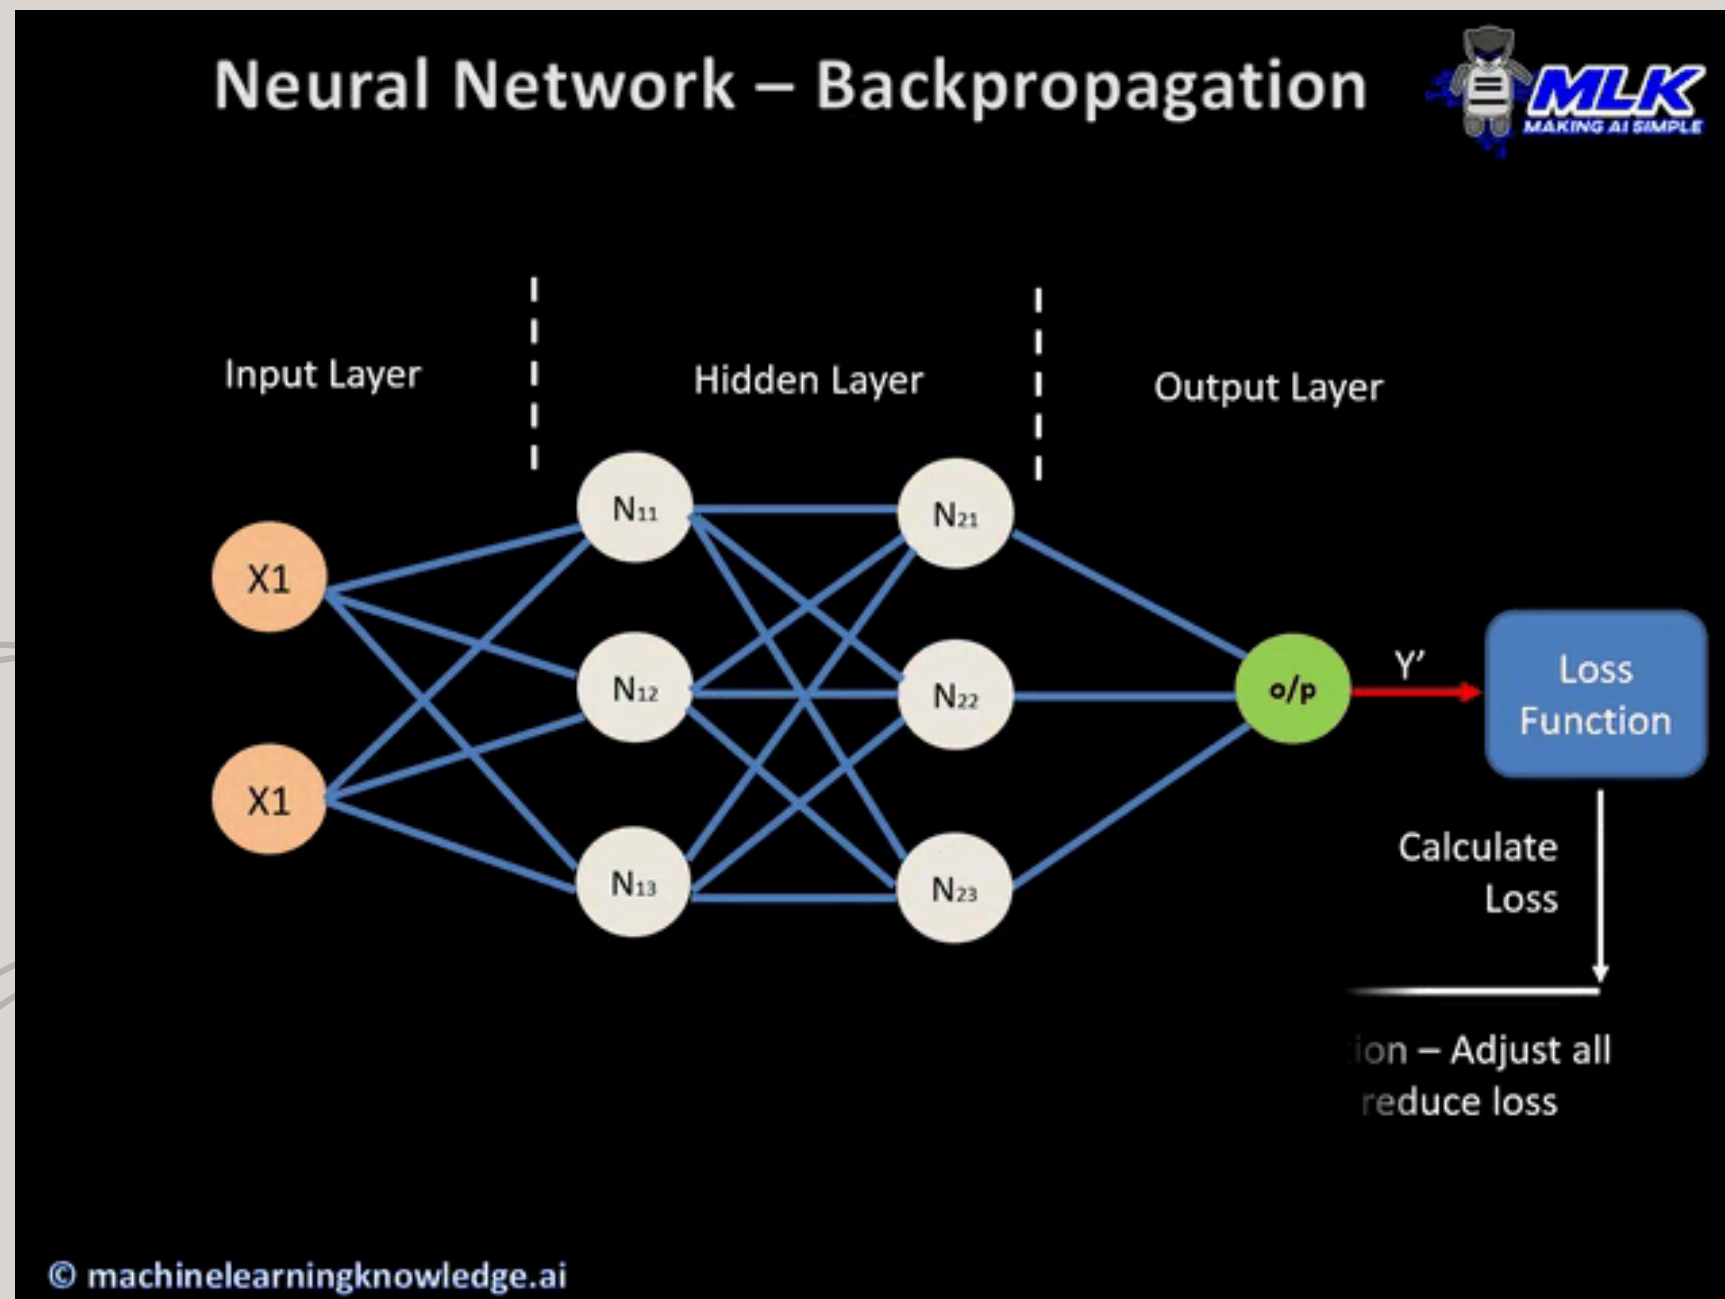 Neural Network – Backpropagation
MLK
MAKING AI SIMPLE
Input Layer
Hidden Layer
Output Layer
X1
X1
N11
N12
N13
N21
N22
N23
o/p
Y’
Loss
Function
Calculate
Loss
– Adjust all
reduce loss
© machinelearningknowledge.ai